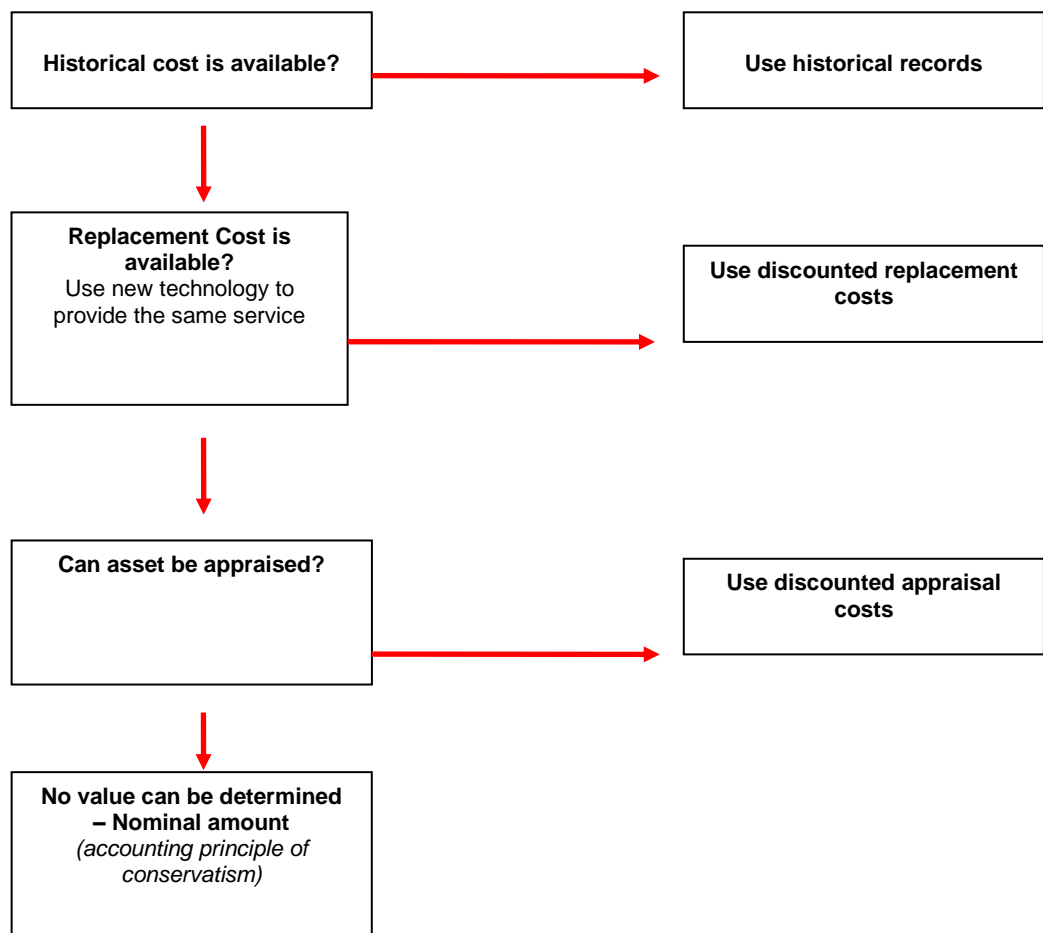 Historical cost is available?
Use historical records
Replacement Cost is
available?
Use new technology to
provide the same service
Use discounted replacement
costs
Can asset be appraised?
Use discounted appraisal
costs
No value can be determined
– Nominal amount
(accounting principle of
conservatism)